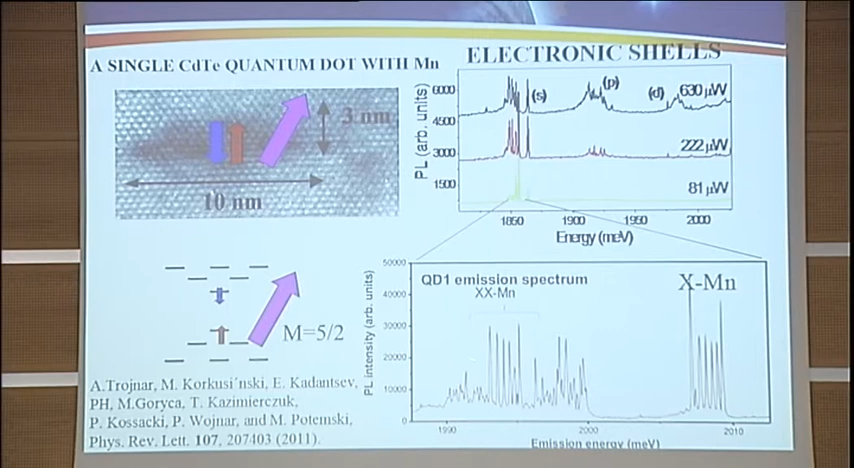 A SINGLE CdTe QUANTUM DOT WITH Mn
3 nm
10 nm
M=5/2
A.Trojnar, M. Korkusi´nski, E. Kadantsev,
PH, M.Goryca, T. Kazimierczuk,
P. Kossacki, P. Wojnar, and M. Potemski,
Phys. Rev. Lett. 107, 207403 (2011).
ELECTRONIC SHELLS
PL (arb. units)
6000
4500
3000
1500
(s)
(p)
(d)
630 μW
222 μW
81 μW
1850 1900 1950 2000
Energy (meV)
PL intensity (arb. units)
50000
40000
30000
20000
10000
0
QD1 emission spectrum
XX-Mn
X-Mn
1990 2000 2010
Emission energy (meV)